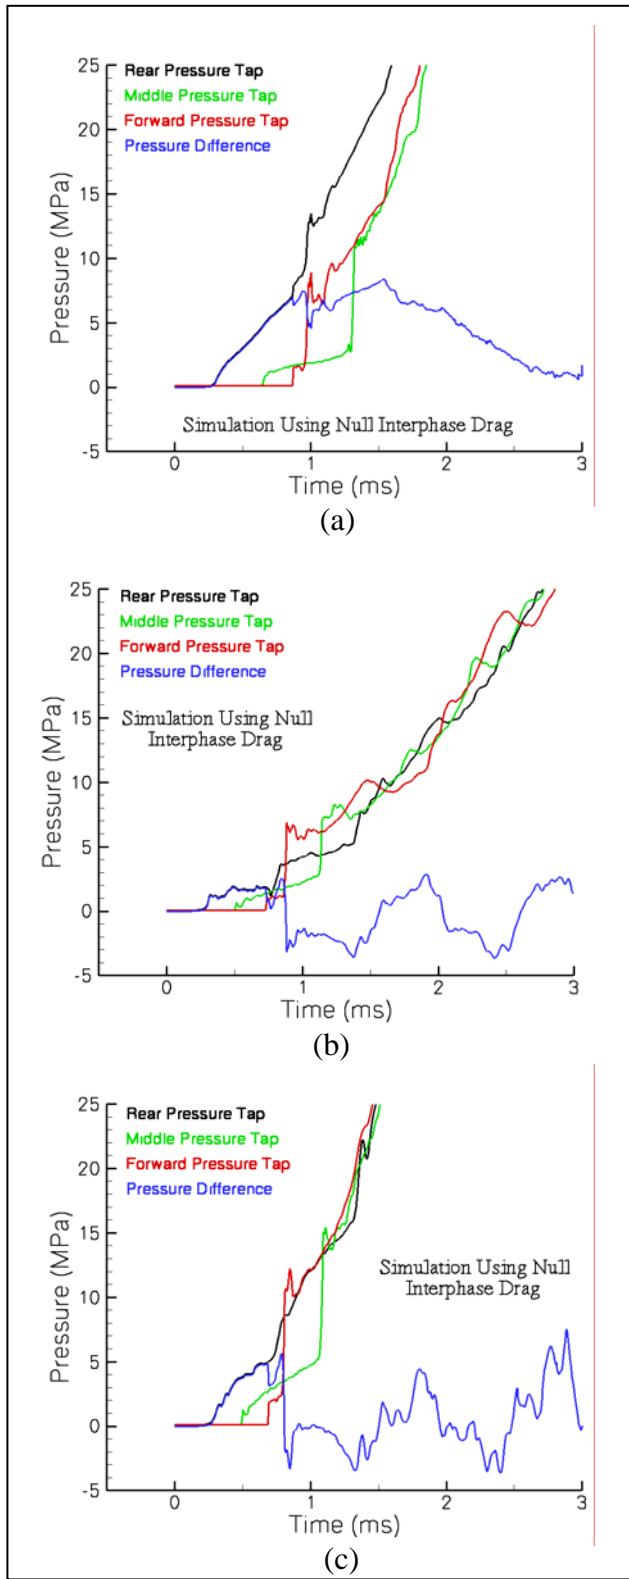 25
Rear Pressure Tap
Middle Pressure Tap
20
Forward Pressure Tap
Pressure Difference
15
10
5
0
-5
Pressure (MPa)
Simulation Using Null Interphase Drag
0 1 2 3
Time (ms)
(a)
25
Rear Pressure Tap
Middle Pressure Tap
20
Forward Pressure Tap
Pressure Difference
15
Simulation Using Null
Interphase Drag
10
5
0
-5
Pressure (MPa)
0 1 2 3
Time (ms)
(b)
25
Rear Pressure Tap
Middle Pressure Tap
20
Forward Pressure Tap
Pressure Difference
15
10
5
0
-5
Pressure (MPa)
Simulation Using Null
Interphase Drag
0 1 2 3
Time (ms)
(c)